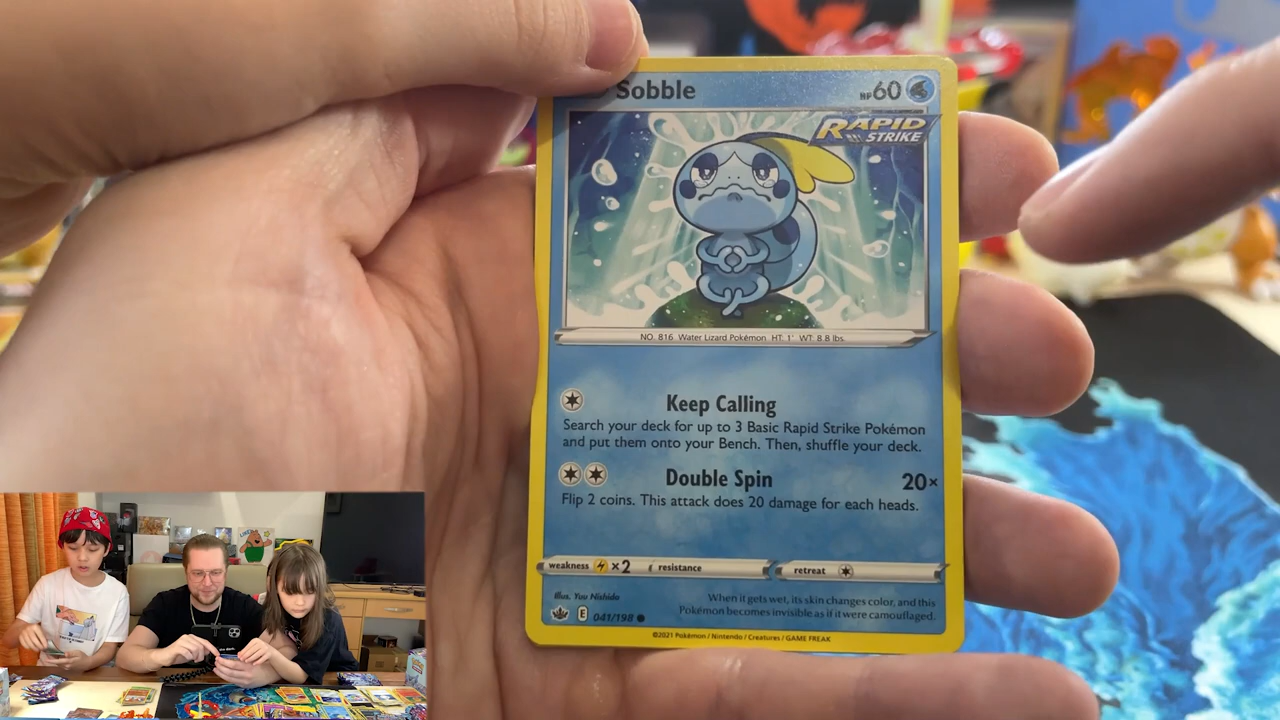 Sobble HP60
RAPID
STRIKE
NO. 816 Water Lizard Pokémon HT: 1' WT: 8.8 lbs.
Keep Calling
Search your deck for up to 3 Basic Rapid Strike Pokémon
and put them onto your Bench. Then, shuffle your deck.
Double Spin 20×
Flip 2 coins. This attack does 20 damage for each heads.
weakness ×2 resistance retreat
Illus. Yuu Nishida
When it gets wet, its skin changes color, and this
Pokémon becomes invisible as if it were camouflaged.
E 041/198
©2021 Pokémon / Nintendo / Creatures / GAME FREAK